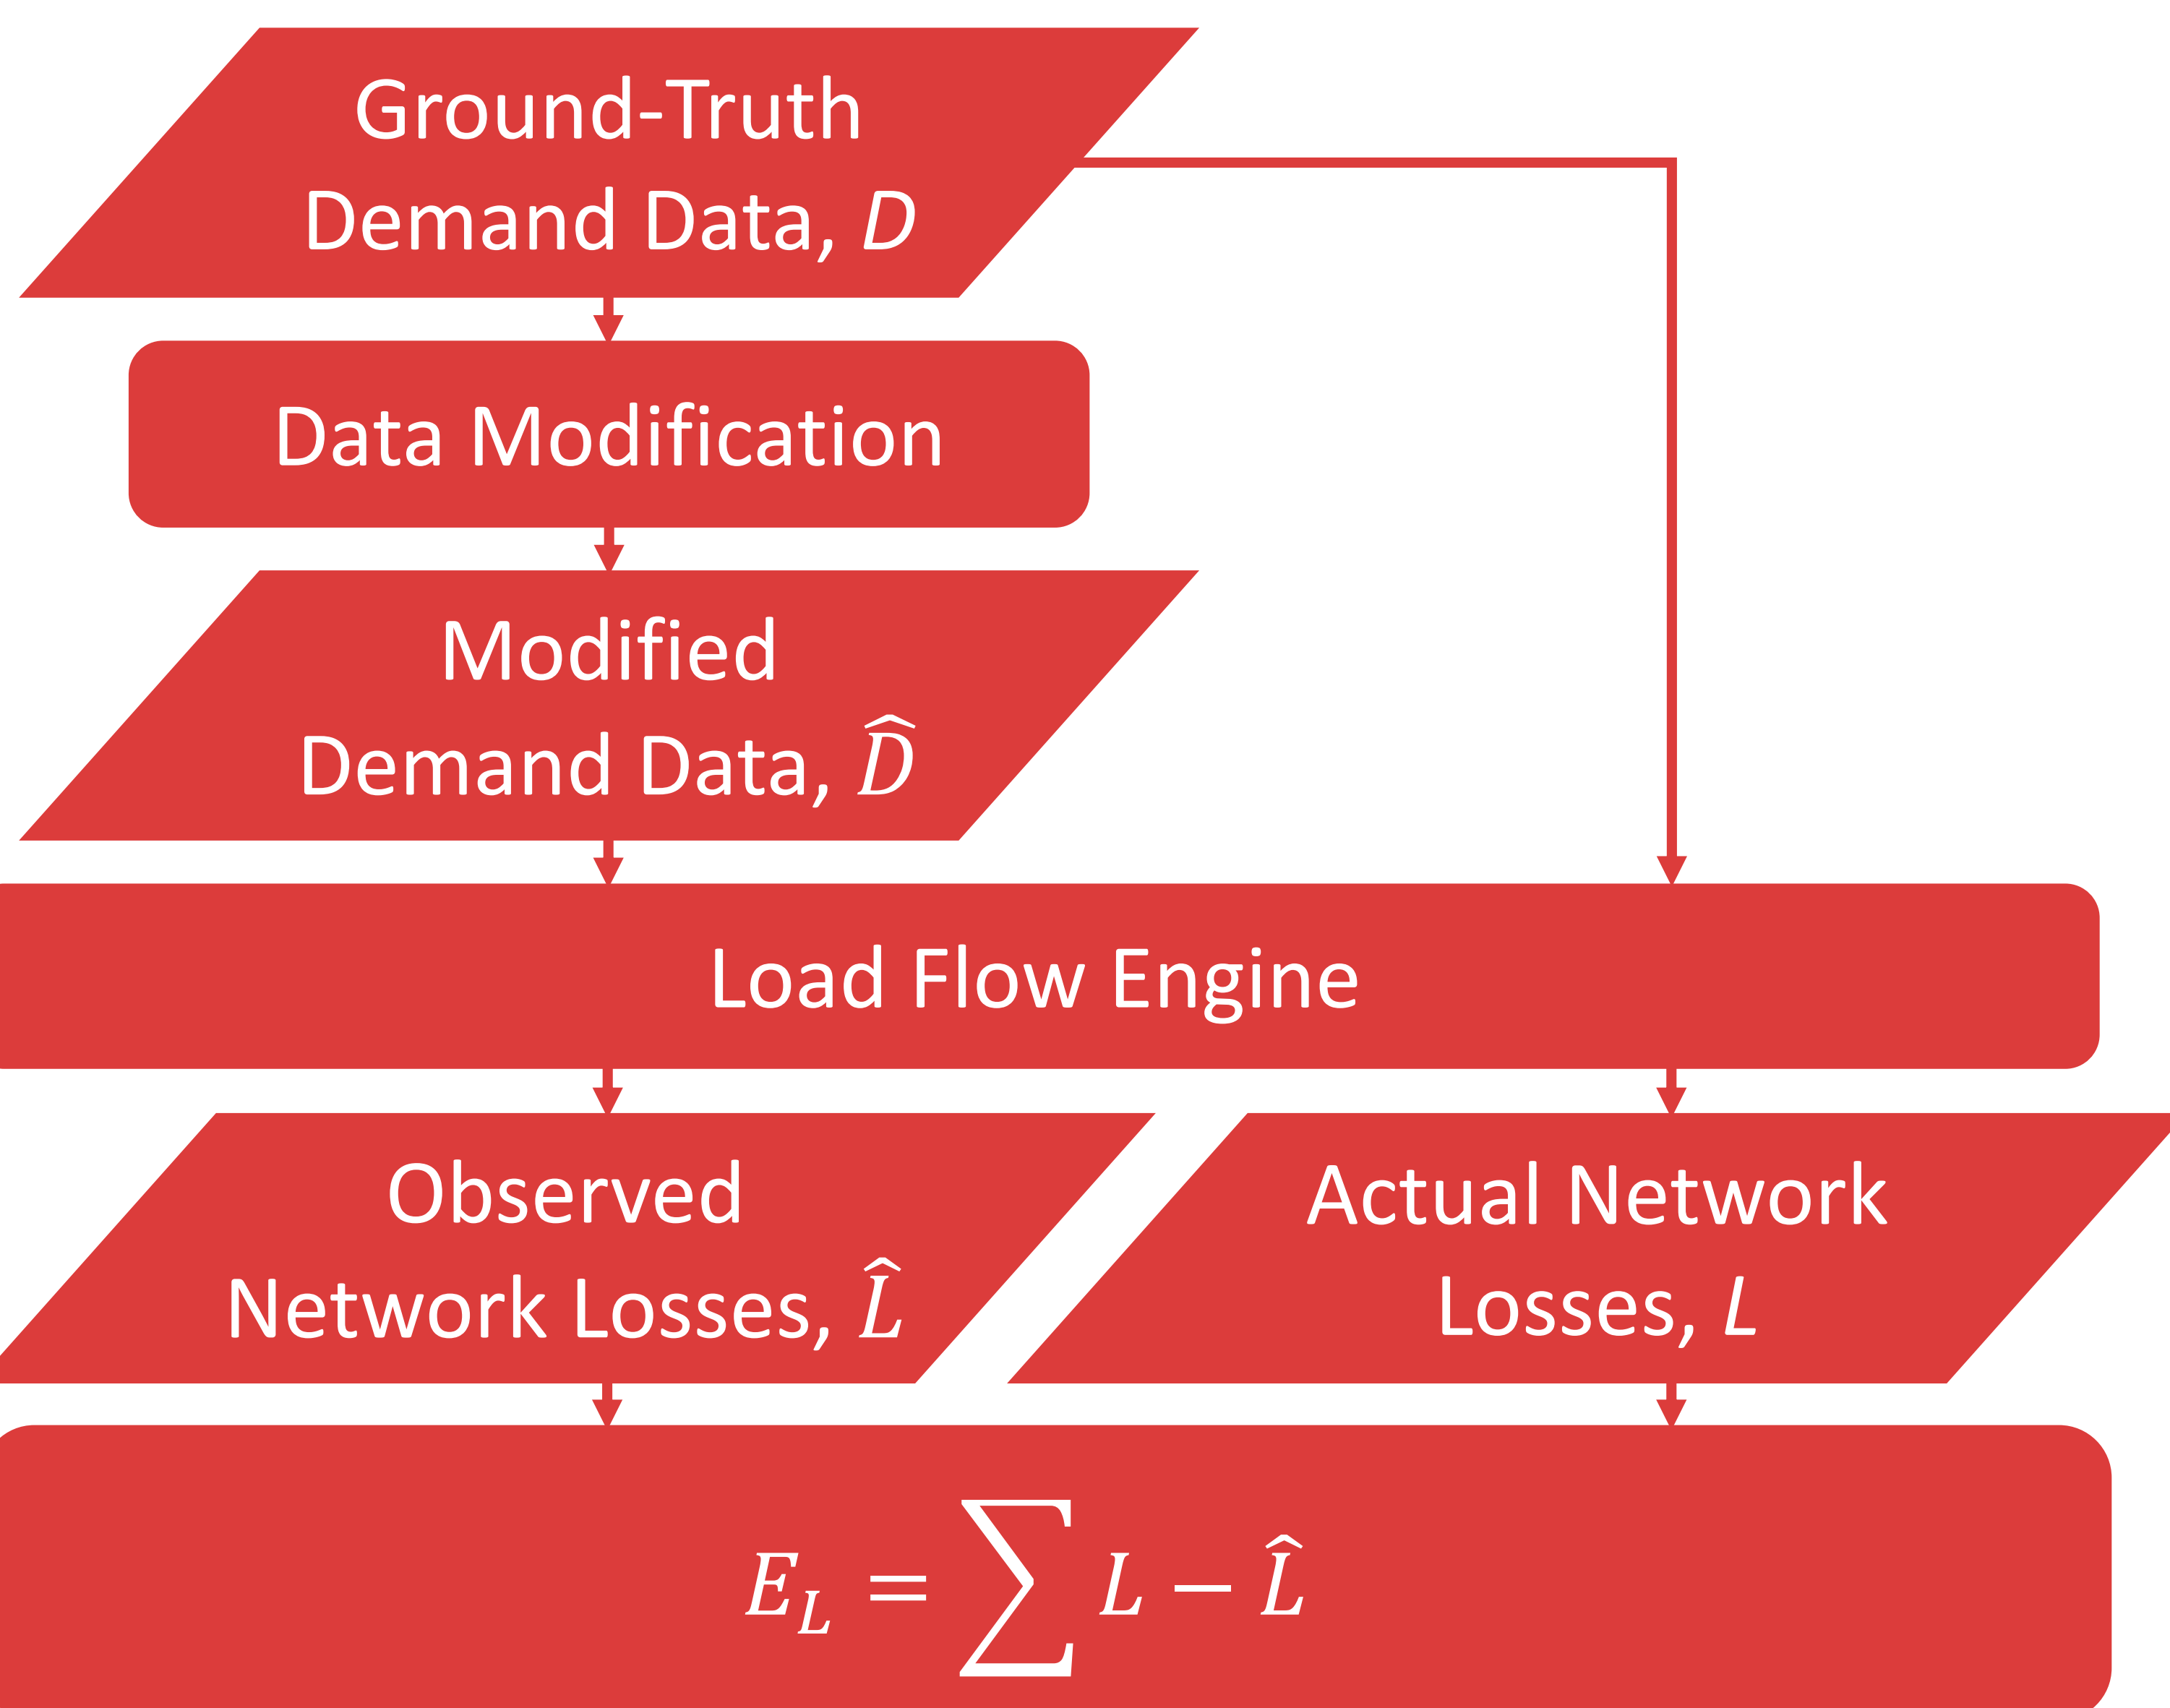 Ground-Truth
Demand Data, D
Data Modification
Modified
Demand Data, D̂
Load Flow Engine
Observed
Network Losses, L̂
Actual Network
Losses, L
E_L = ∑ L − L̂